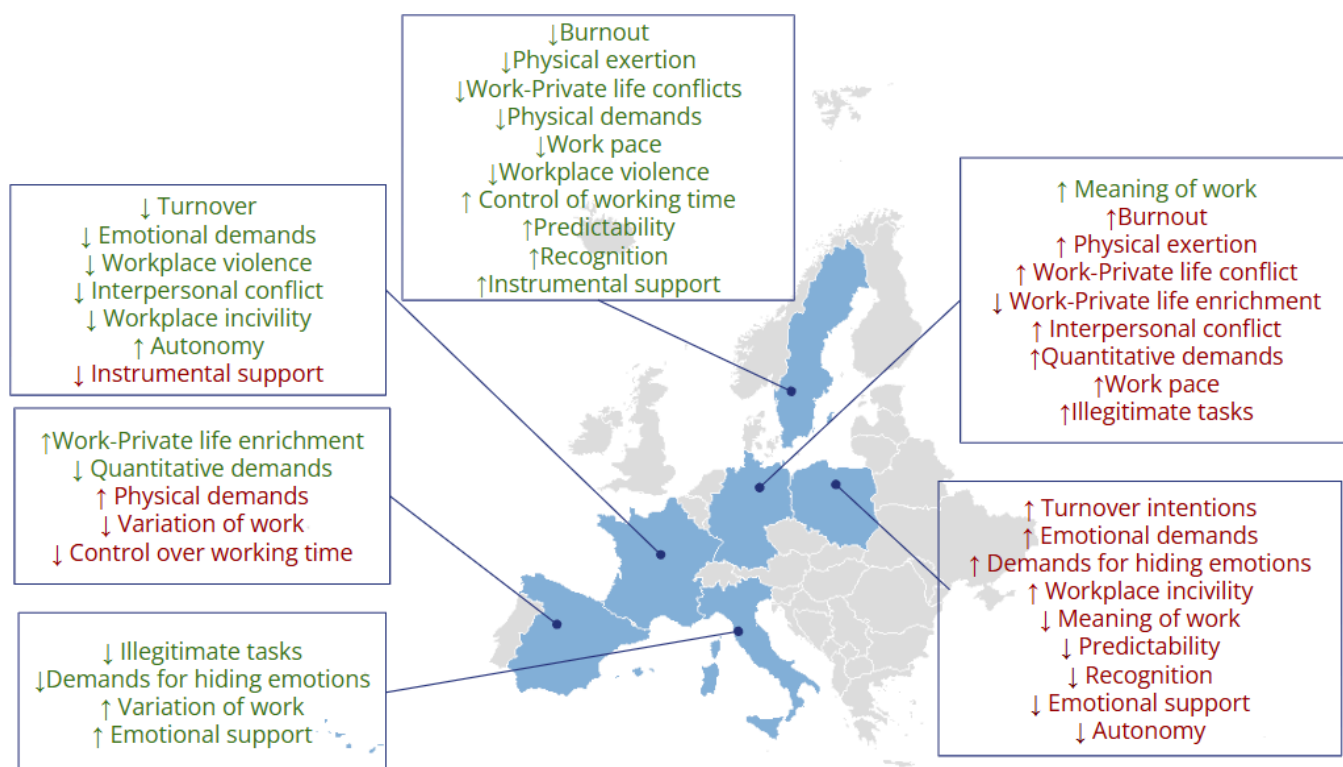 ↓Burnout
↓Physical exertion
↓Work-Private life conflicts
↓Physical demands
↓Work pace
↓Workplace violence
↑ Control of working time
↑Predictability
↑Recognition
↑Instrumental support
↓ Turnover
↓ Emotional demands
↓ Workplace violence
↓ Interpersonal conflict
↓ Workplace incivility
↑ Autonomy
↓ Instrumental support
↑ Meaning of work
↑Burnout
↑ Physical exertion
↑ Work-Private life conflict
↓ Work-Private life enrichment
↑ Interpersonal conflict
↑Quantitative demands
↑Work pace
↑Illegitimate tasks
↑Work-Private life enrichment
↓ Quantitative demands
↑ Physical demands
↓ Variation of work
↓ Control over working time
↑ Turnover intentions
↑ Emotional demands
↑ Demands for hiding emotions
↑ Workplace incivility
↓ Meaning of work
↓ Predictability
↓ Recognition
↓ Emotional support
↓ Autonomy
↓ Illegitimate tasks
↓Demands for hiding emotions
↑ Variation of work
↑ Emotional support